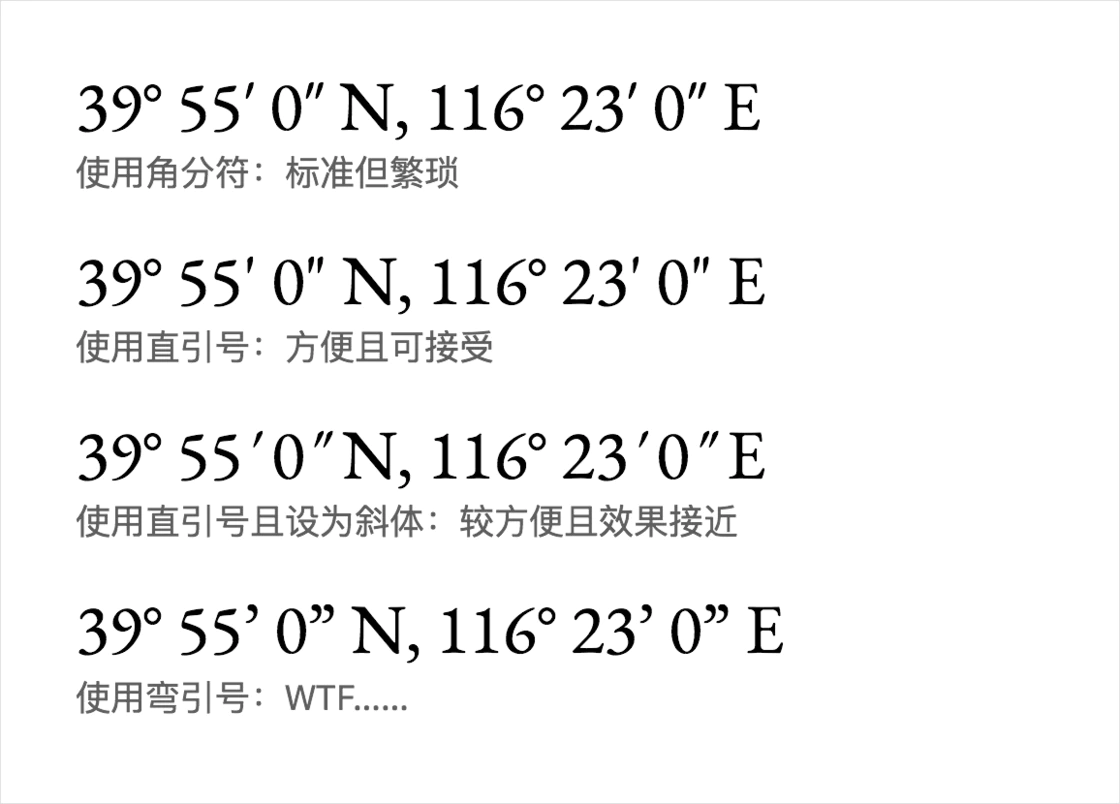 39° 55′ 0″ N, 116° 23′ 0″ E
使用角分符：标准但繁琐
39° 55' 0" N, 116° 23' 0" E
使用直引号：方便且可接受
39° 55' 0" N, 116° 23' 0" E
使用直引号且设为斜体：较方便且效果接近
39° 55’ 0” N, 116° 23’ 0” E
使用弯引号：WTF……